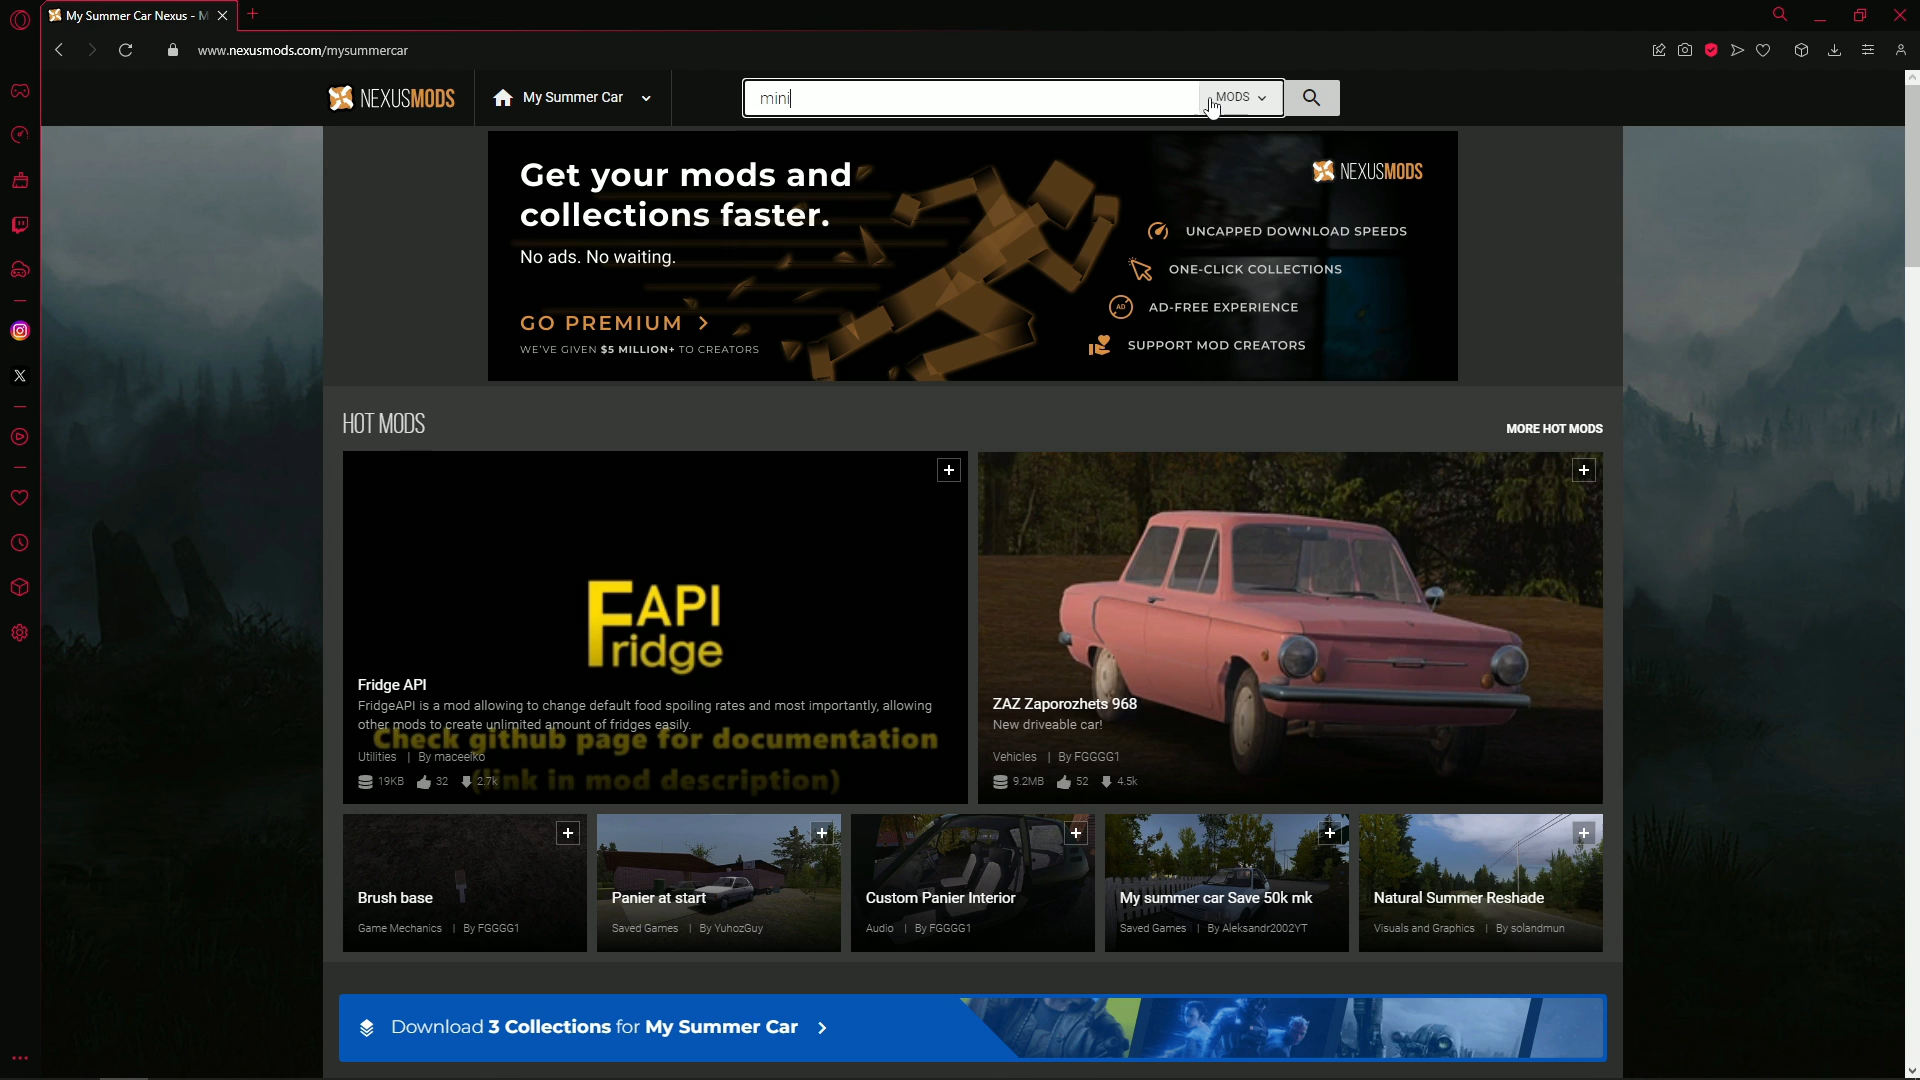 My Summer Car Nexus - M
www.nexusmods.com/mysummercar
NEXUSMODS
My Summer Car
mini
MODS
Get your mods and
collections faster.
No ads. No waiting.
GO PREMIUM >
WE'VE GIVEN $5 MILLION+ TO CREATORS
NEXUSMODS
UNCAPPED DOWNLOAD SPEEDS
ONE-CLICK COLLECTIONS
AD
AD-FREE EXPERIENCE
SUPPORT MOD CREATORS
HOT MODS
MORE HOT MODS
FAPI
Fridge
Fridge API
FridgeAPI is a mod allowing to change default food spoiling rates and most importantly, allowing
other mods to create unlimited amount of fridges easily.
Check github page for documentation
Utilities | By maceeiko
(link in mod description)
19KB 32 2.7k
ZAZ Zaporozhets 968
New driveable car!
Vehicles | By FGGGG1
9.2MB 52 4.5k
Brush base
Game Mechanics | By FGGGG1
Panier at start
Saved Games | By YuhozGuy
Custom Panier Interior
Audio | By FGGGG1
My summer car Save 50k mk
Saved Games | By Aleksandr2002YT
Natural Summer Reshade
Visuals and Graphics | By solandmun
Download 3 Collections for My Summer Car >